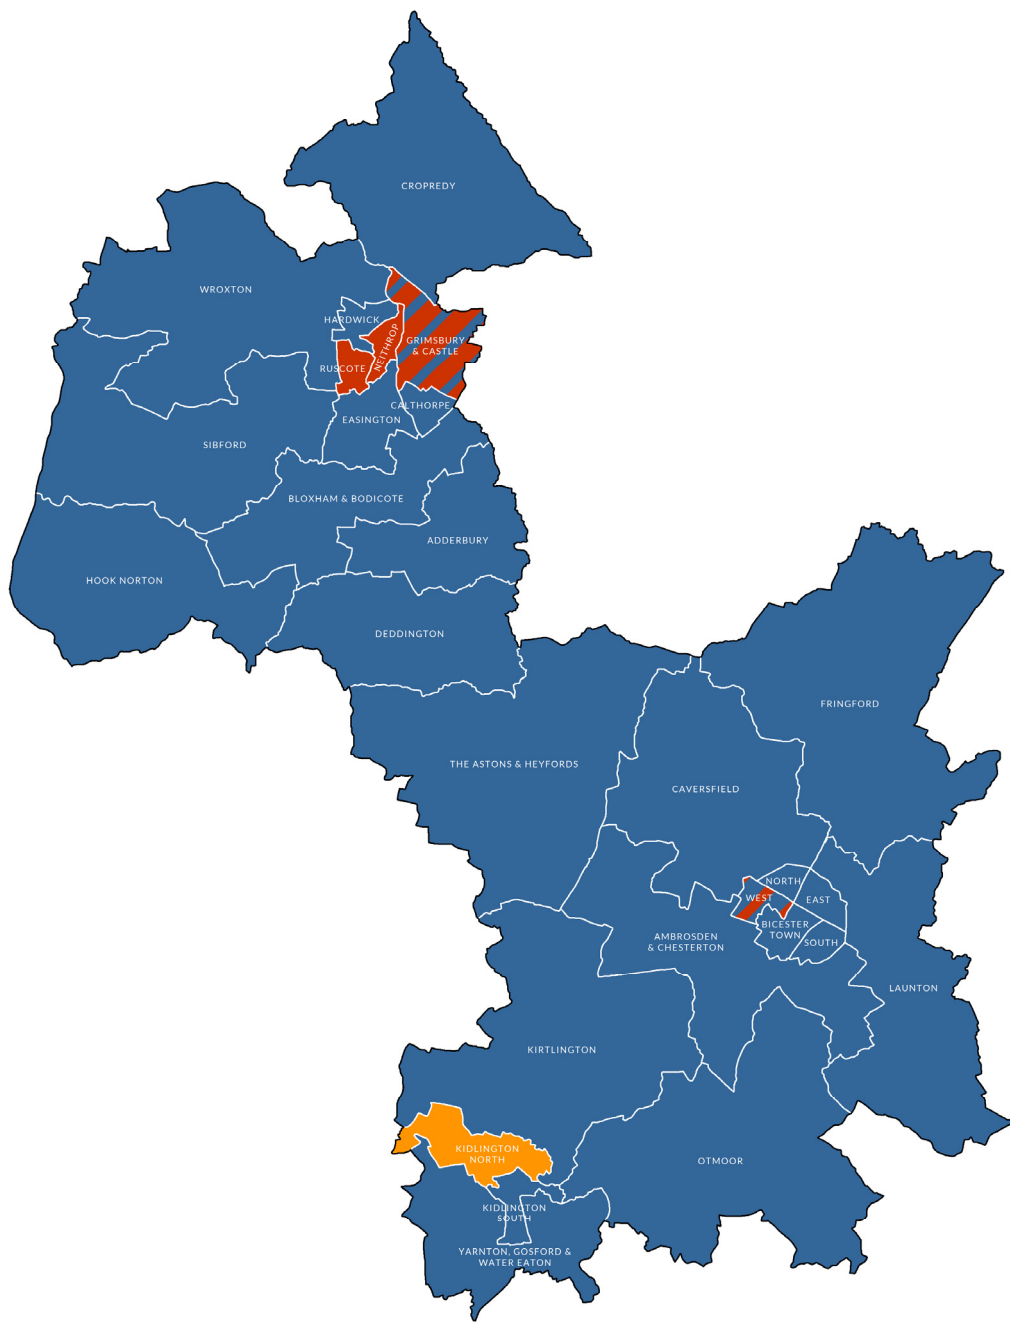 CROPREDY
WROXTON
HARDWICK
NEITHROP
GRIMSBURY
& CASTLE
RUSCOTE
CALTHORPE
EASINGTON
SIBFORD
BLOXHAM & BODICOTE
ADDERBURY
HOOK NORTON
DEDDINGTON
FRINGFORD
THE ASTONS & HEYFORDS
CAVERSFIELD
NORTH
WEST
EAST
BICESTER
TOWN
SOUTH
AMBROSDEN
& CHESTERTON
LAUNTON
KIRTLINGTON
KIDLINGTON
NORTH
OTMOOR
KIDLINGTON
SOUTH
YARNTON, GOSFORD &
WATER EATON